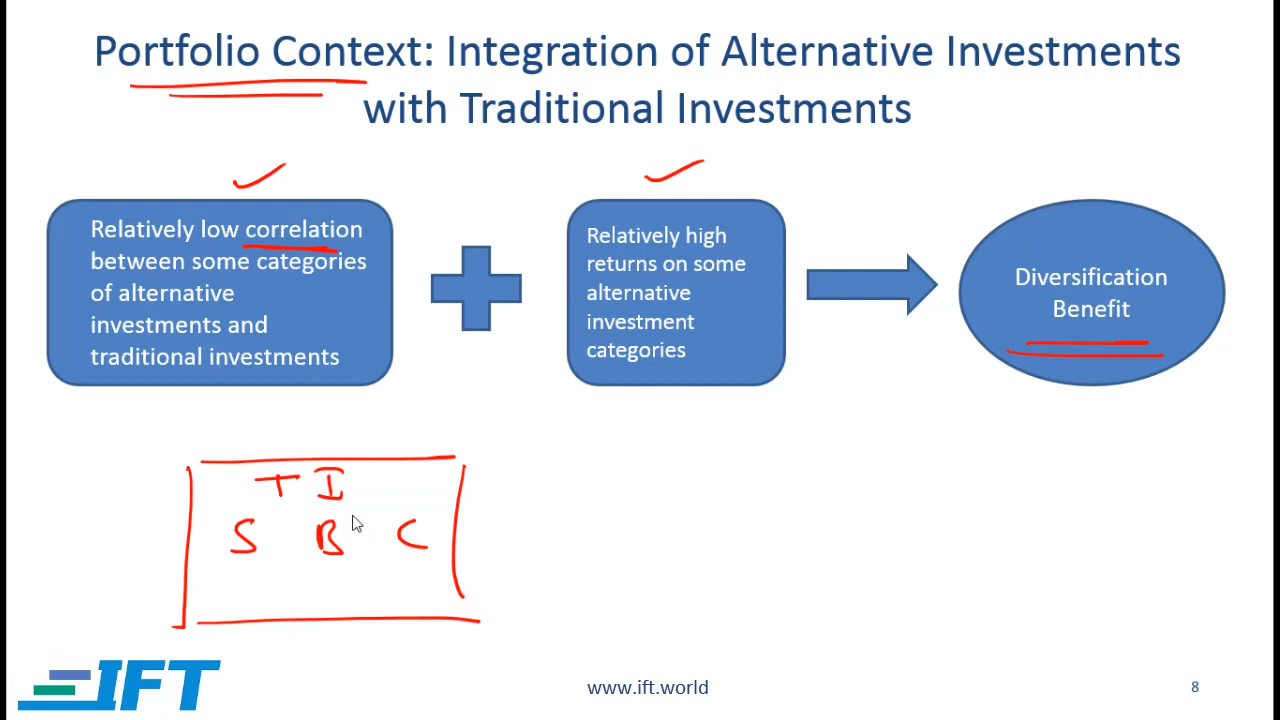 Portfolio Context: Integration of Alternative Investments
with Traditional Investments
Relatively low correlation
between some categories
of alternative
investments and
traditional investments
Relatively high
returns on some
alternative
investment
categories
Diversification
Benefit
T I
S B C
IFT
www.ift.world
8